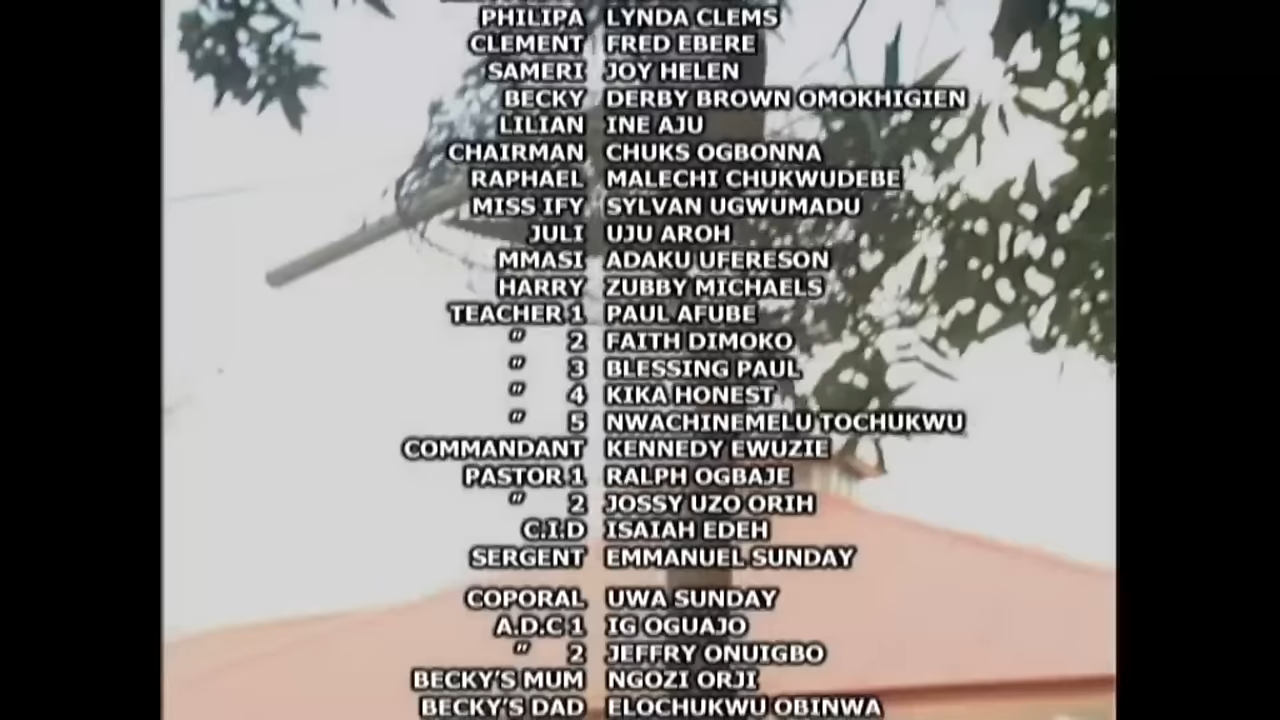 PHILIPA LYNDA CLEMS
CLEMENT FRED EBERE
SAMERI JOY HELEN
BECKY DERBY BROWN OMOKHIGIEN
LILIAN INE AJU
CHAIRMAN CHUKS OGBONNA
RAPHAEL MALECHI CHUKWUDEBE
MISS IFY SYLVAN UGWUMADU
JULI UJU AROH
MMASI ADAKU UFERESON
HARRY ZUBBY MICHAELS
TEACHER 1 PAUL AFUBE
" 2 FAITH DIMOKO
" 3 BLESSING PAUL
" 4 KIKA HONEST
" 5 NWACHINEMELU TOCHUKWU
COMMANDANT KENNEDY EWUZIE
PASTOR 1 RALPH OGBAJE
" 2 JOSSY UZO ORIH
C.I.D ISAIAH EDEH
SERGENT EMMANUEL SUNDAY
COPORAL UWA SUNDAY
A.D.C 1 IG OGUAJO
" 2 JEFFRY ONUIGBO
BECKY'S MUM NGOZI ORJI
BECKY'S DAD ELOCHUKWU OBINWA